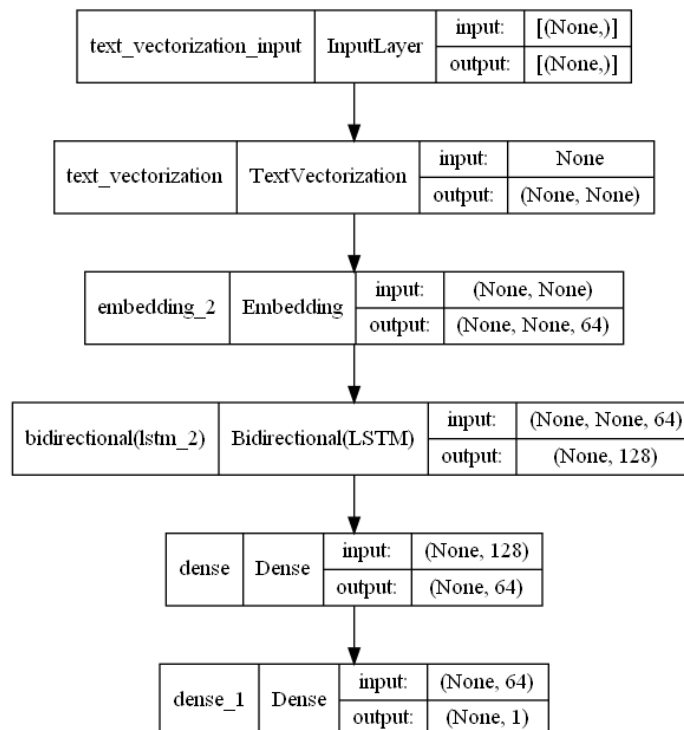 text_vectorization_input InputLayer input: [(None,)]
output: [(None,)]
text_vectorization TextVectorization input: None
output: (None, None)
embedding_2 Embedding input: (None, None)
output: (None, None, 64)
bidirectional(lstm_2) Bidirectional(LSTM) input: (None, None, 64)
output: (None, 128)
dense Dense input: (None, 128)
output: (None, 64)
dense_1 Dense input: (None, 64)
output: (None, 1)